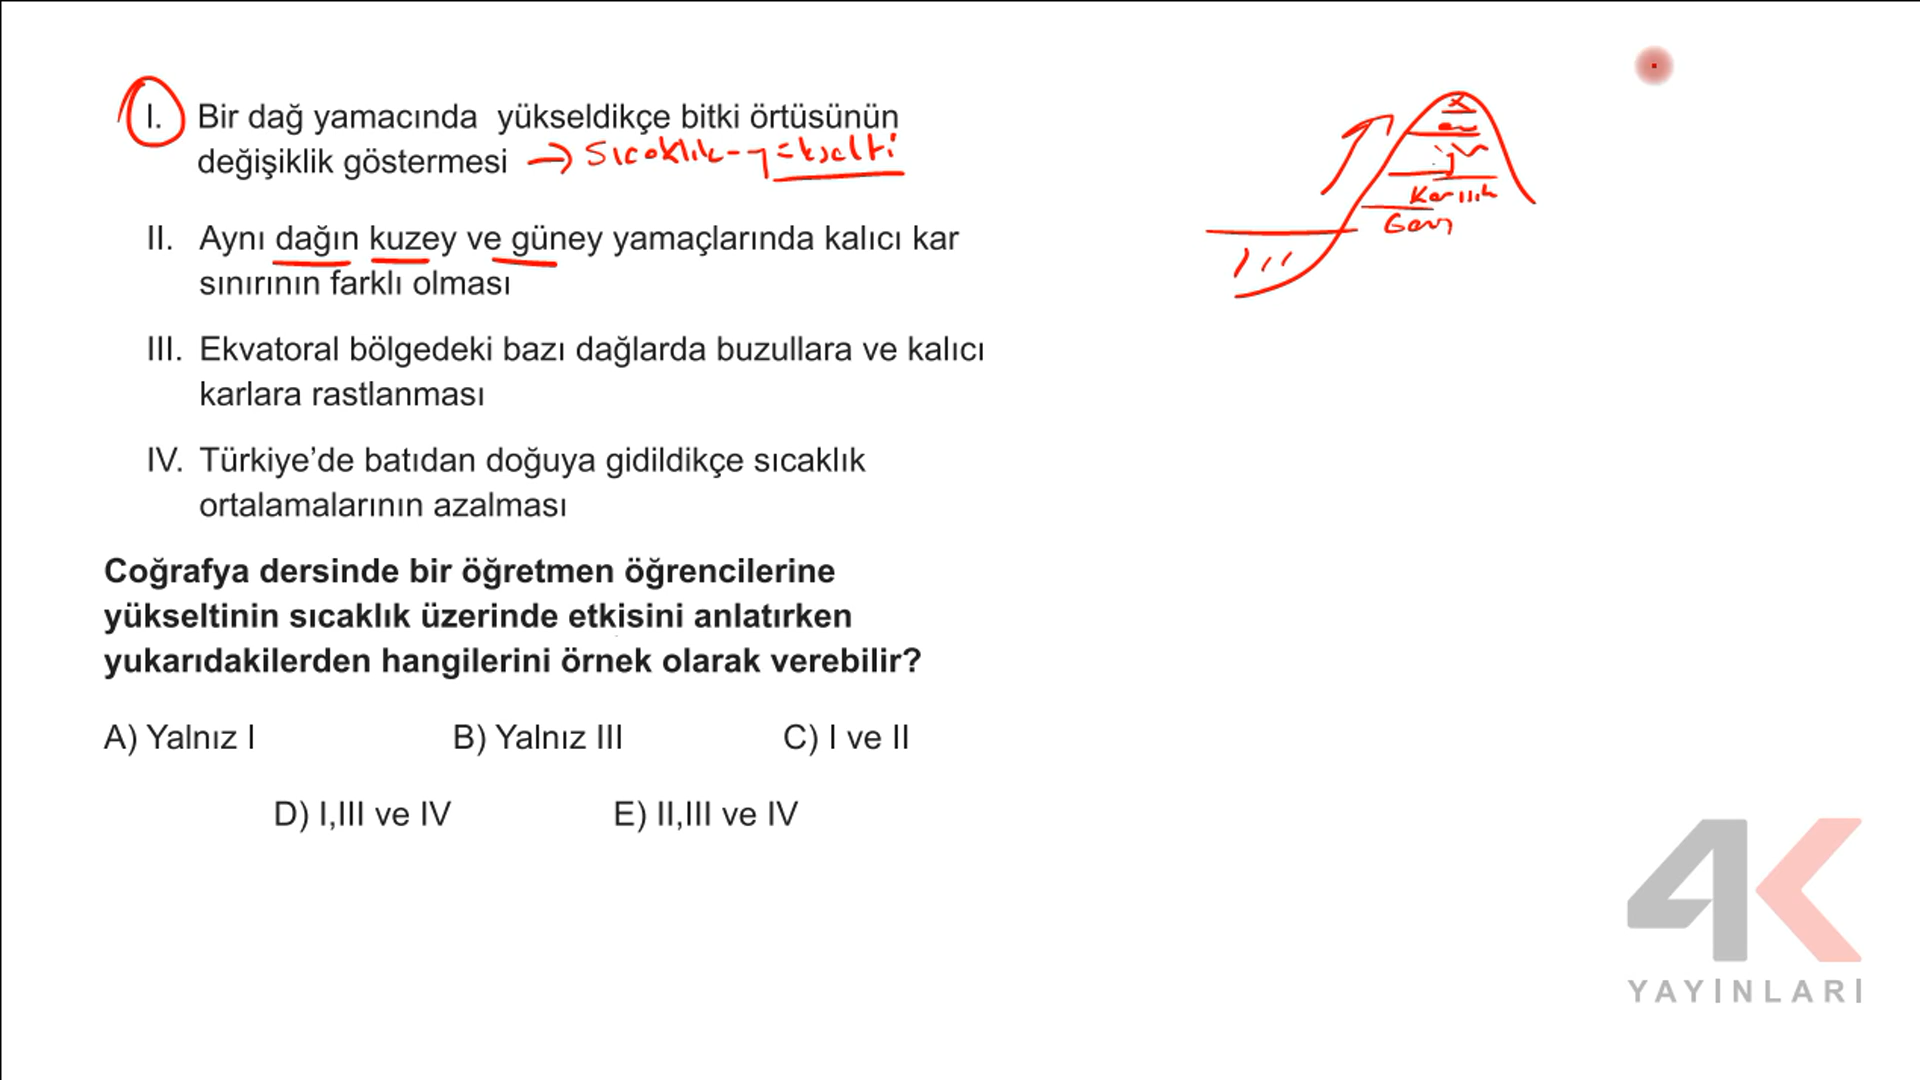 I. Bir dağ yamacında yükseldikçe bitki örtüsünün
değişiklik göstermesi → Sıcaklık-yükselti
II. Aynı dağın kuzey ve güney yamaçlarında kalıcı kar
sınırının farklı olması
III. Ekvatoral bölgedeki bazı dağlarda buzullara ve kalıcı
karlara rastlanması
IV. Türkiye’de batıdan doğuya gidildikçe sıcaklık
ortalamalarının azalması
Coğrafya dersinde bir öğretmen öğrencilerine
yükseltinin sıcaklık üzerinde etkisini anlatırken
yukarıdakilerden hangilerini örnek olarak verebilir?
A) Yalnız I B) Yalnız III C) I ve II
D) I,III ve IV E) II,III ve IV
Karışık
4K
YAYINLARI